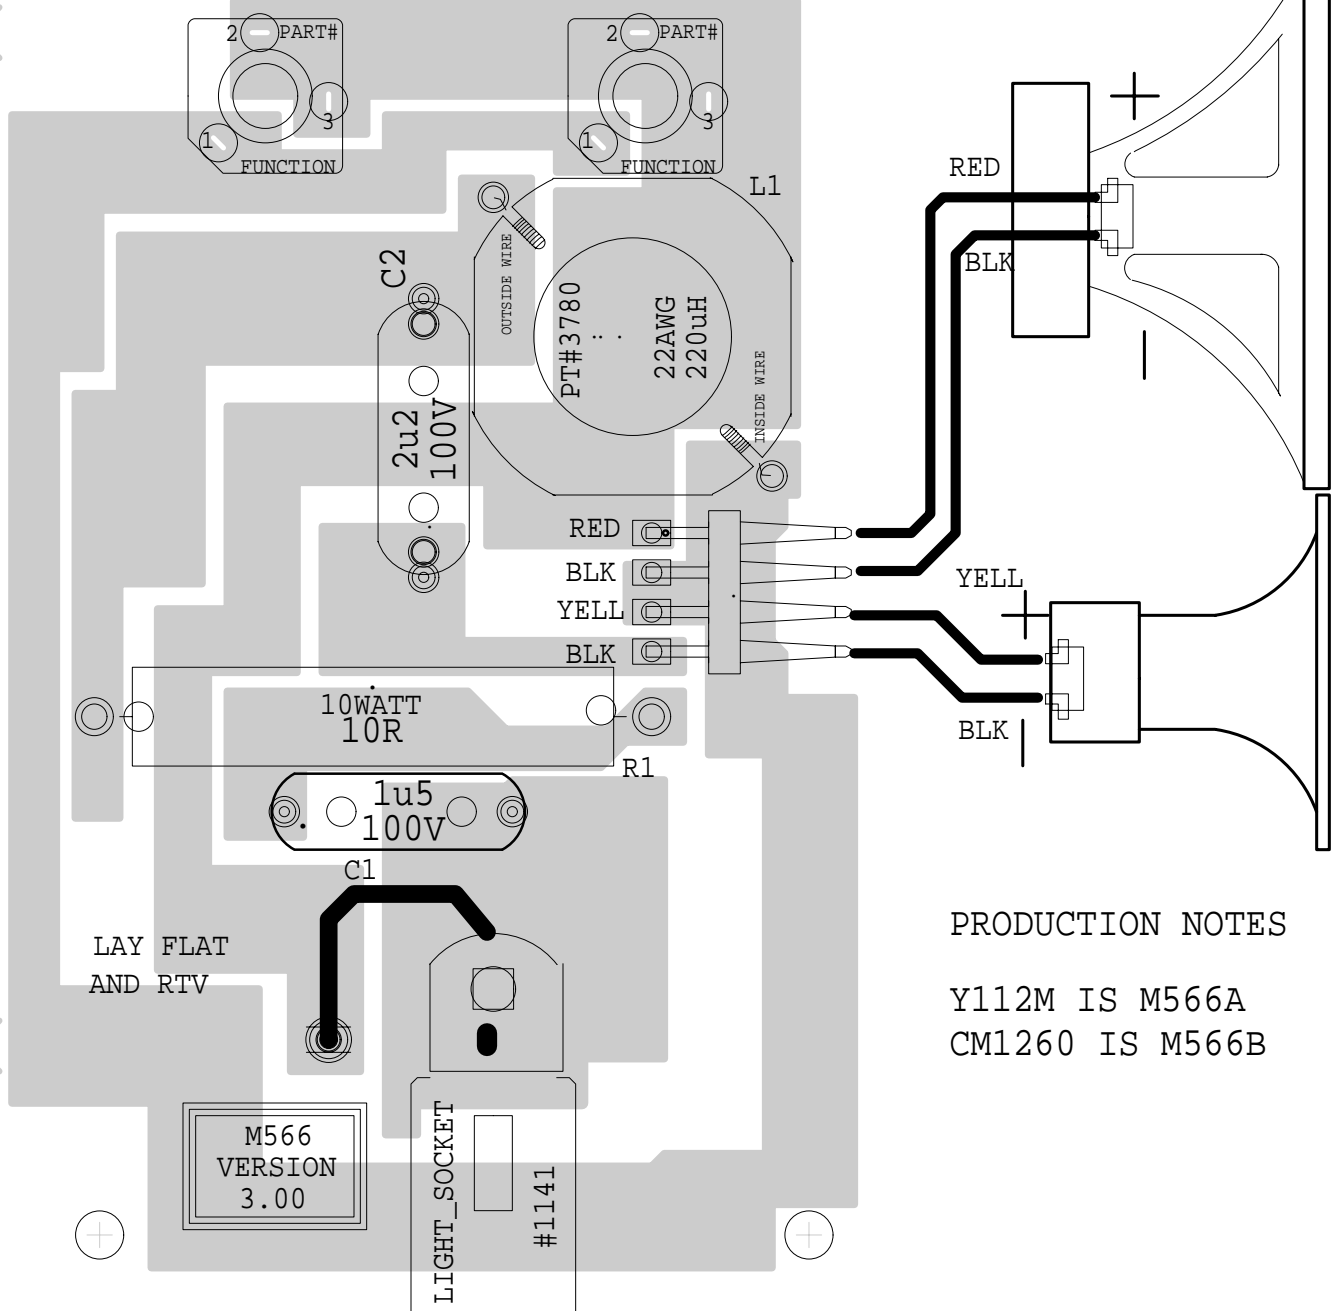 2 PART#
3
1
FUNCTION
2 PART#
3
1
FUNCTION
L1
OUTSIDE WIRE
PT#3780
22AWG
220uH
INSIDE WIRE
C2
2u2
100V
RED
BLK
YELL
BLK
RED
BLK
YELL
BLK
+
–
+
–
10WATT
10R
R1
1u5
100V
C1
LAY FLAT
AND RTV
M566
VERSION
3.00
LIGHT_SOCKET
#1141
PRODUCTION NOTES
Y112M IS M566A
CM1260 IS M566B